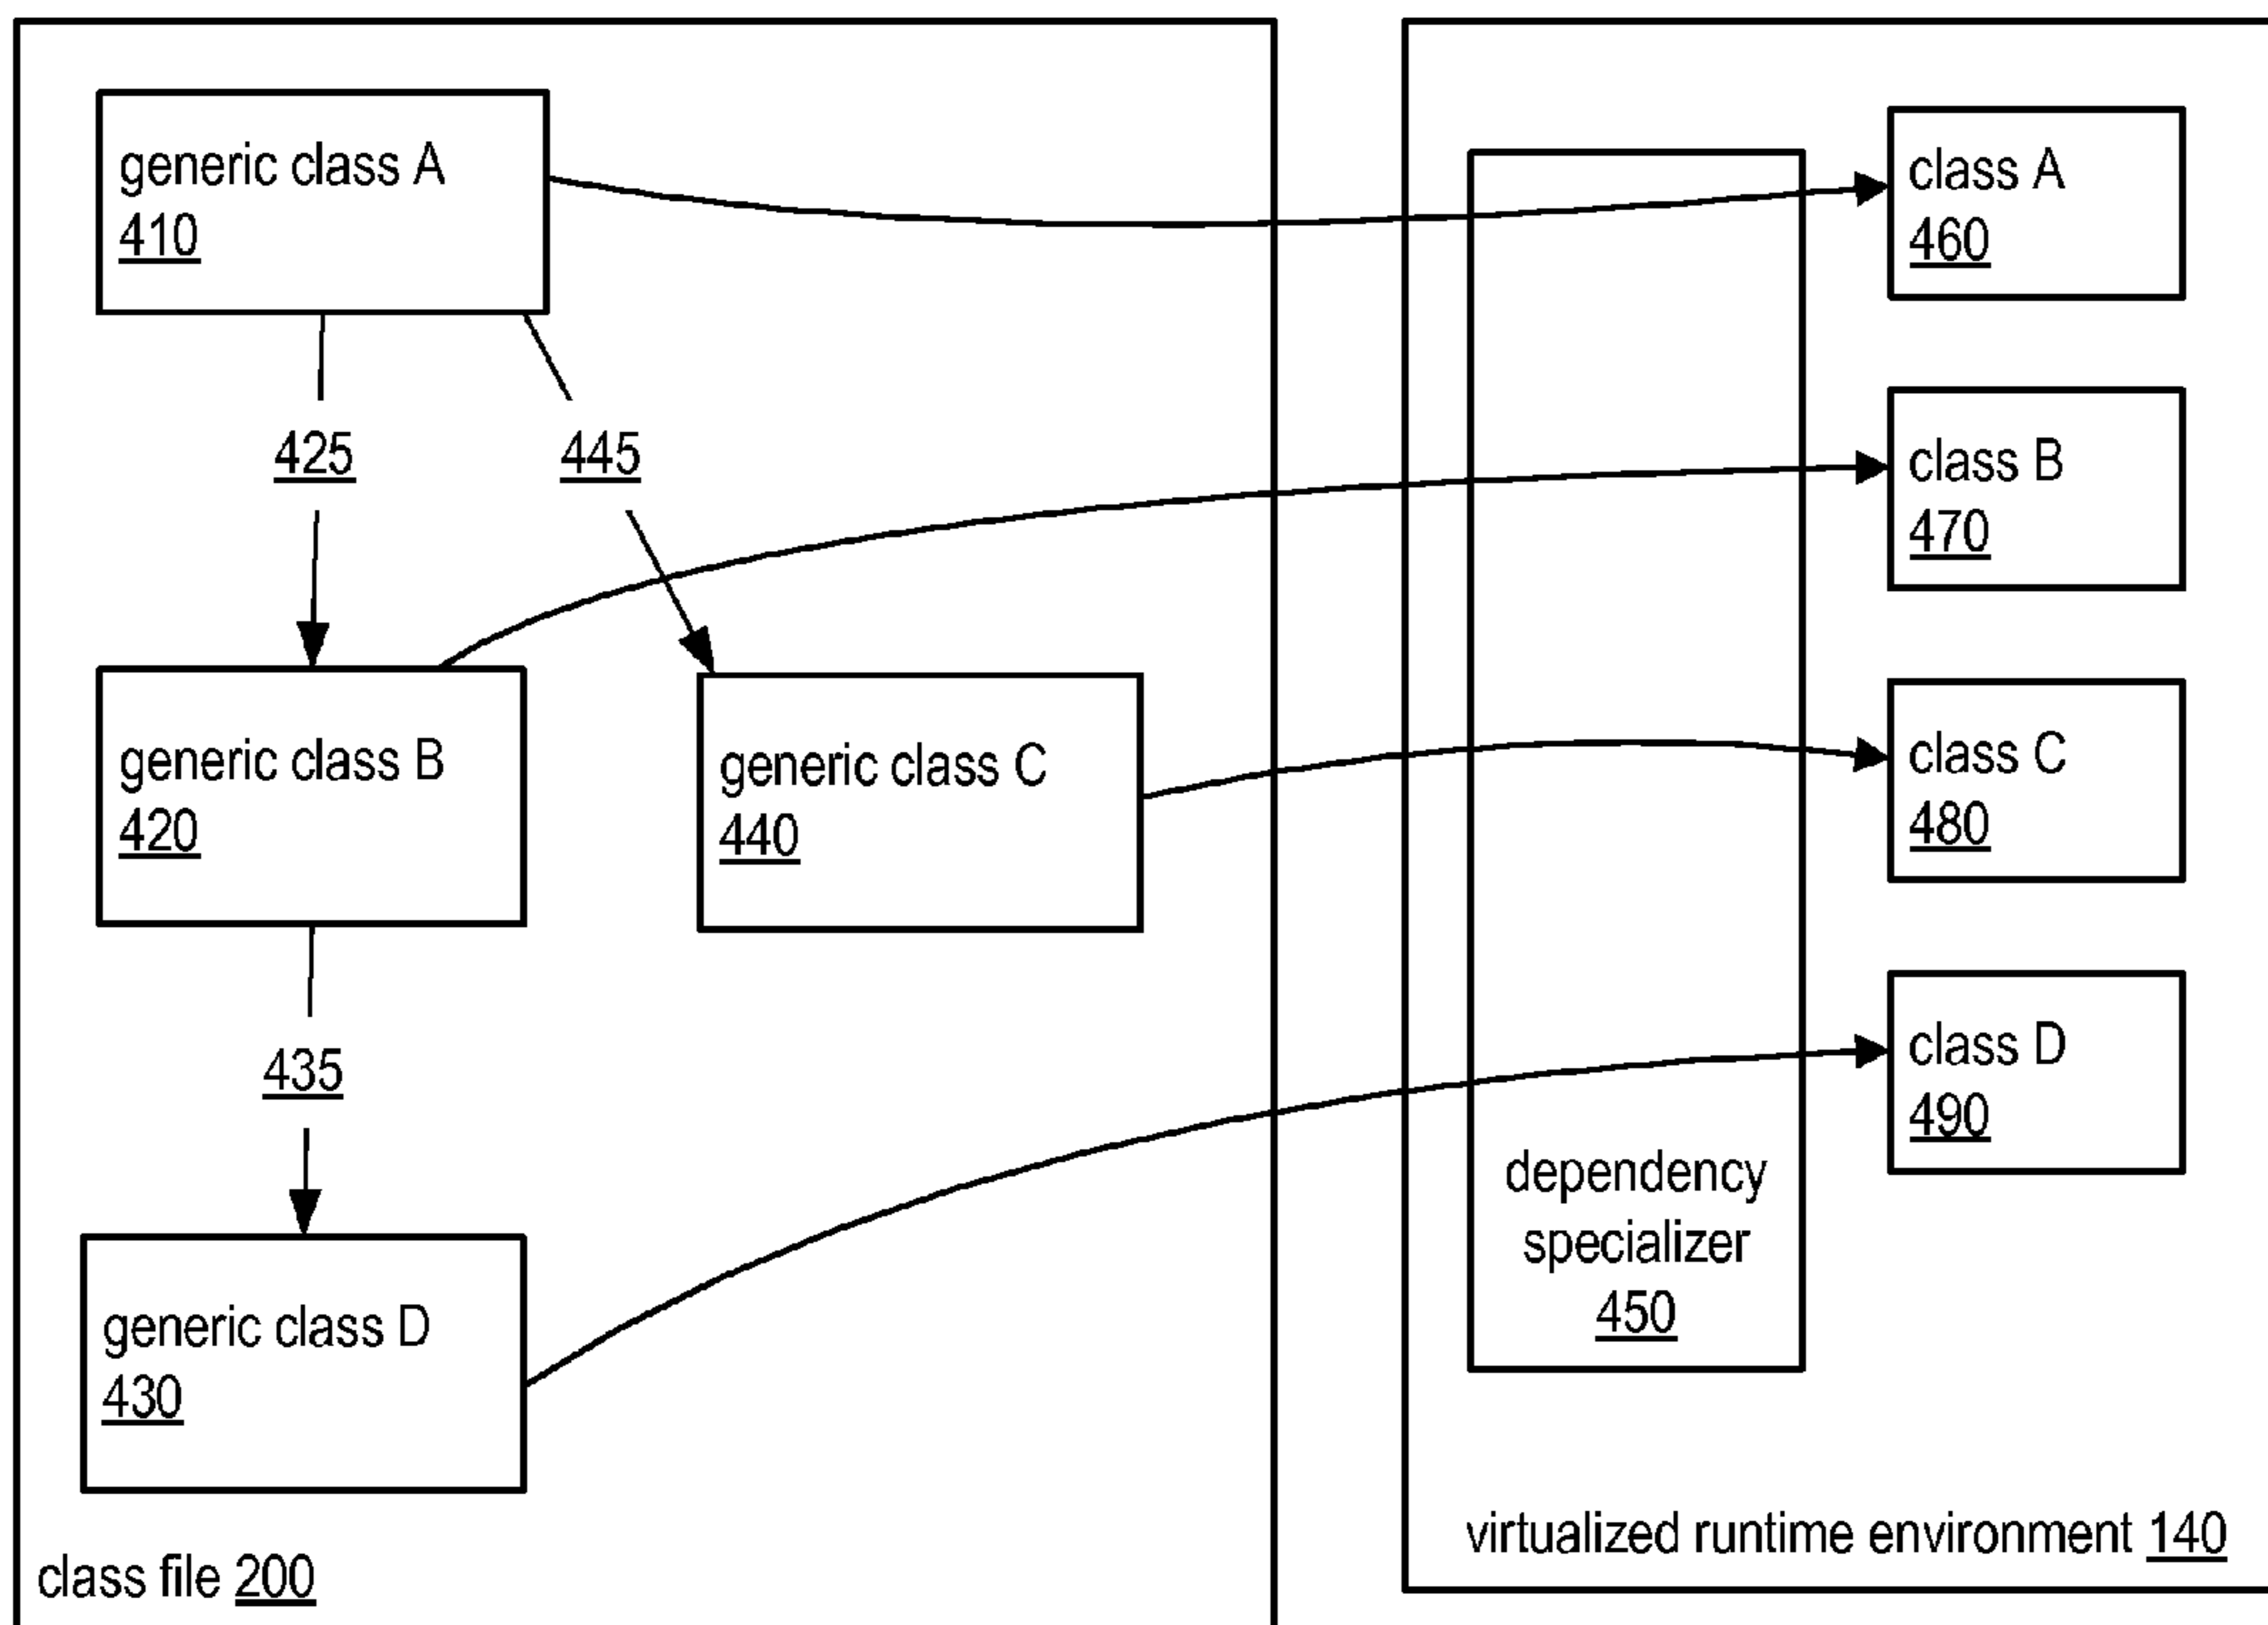 generic class A
410
425
445
generic class B
420
generic class C
440
435
generic class D
430
class file 200
class A
460
class B
470
class C
480
class D
490
dependency
specializer
450
virtualized runtime environment 140